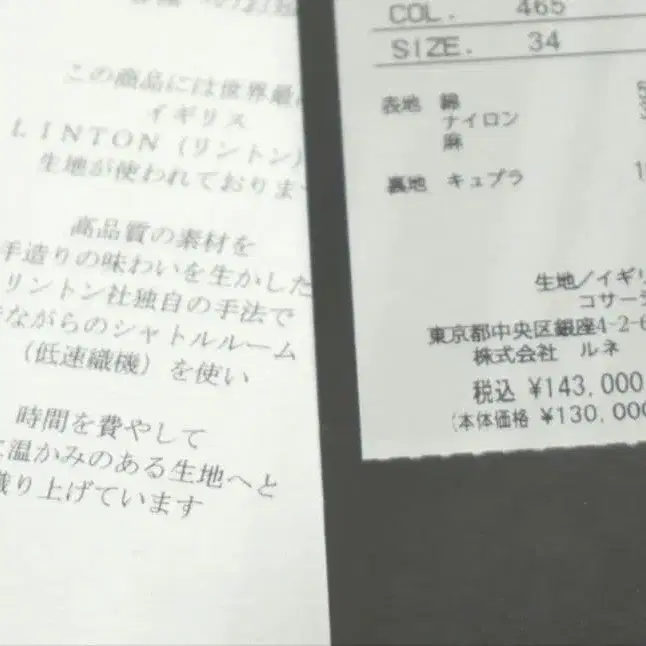 この商品には世界最
イギリス
LINTON (リントン)
生地が使われておりま
高品質の素材を
手造りの味わいを生かした
リントン社独自の手法で
ながらのシャトルルーム
(低速織機) を使い
時間を費やして
温かみのある生地へと
織り上げています
COL. 465
SIZE. 34
表地 綿
ナイロン
麻
裏地 キュプラ
生地/イギリ
コサー
東京都中央区銀座4-2-6
株式会社 ルネ
税込 ¥143,000
(本体価格 ¥130,000